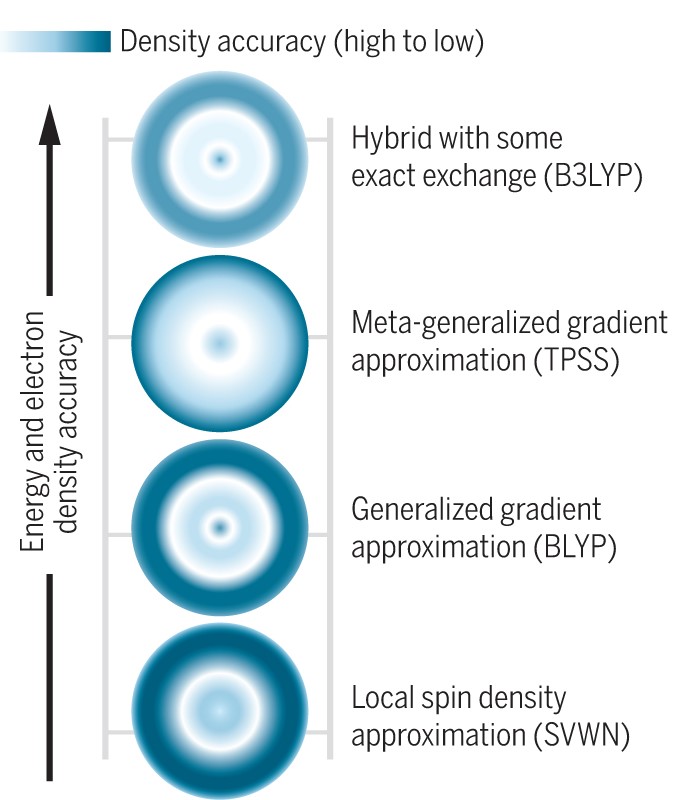 Density accuracy (high to low)
Hybrid with some
exact exchange (B3LYP)
Meta-generalized gradient
approximation (TPSS)
Energy and electron
density accuracy
Generalized gradient
approximation (BLYP)
Local spin density
approximation (SVWN)